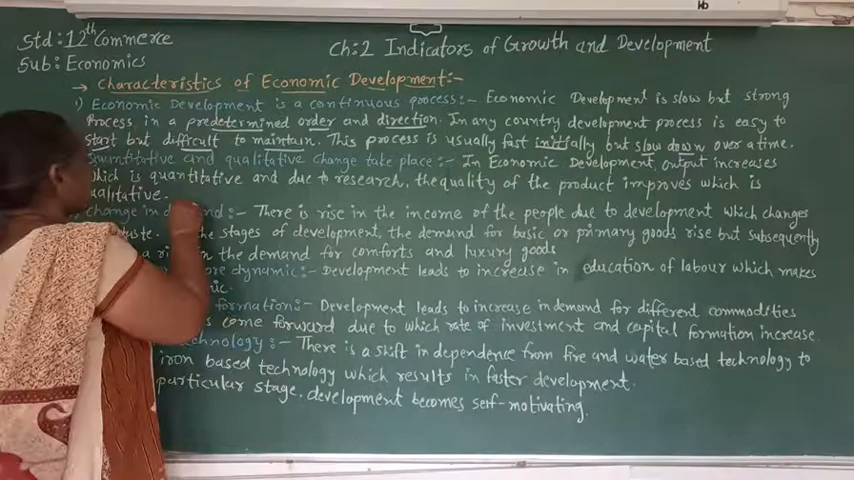 Std: 12th Commerce
Sub: Economics
Ch:2 Indicators of Growth and Development
→ Characteristics of Economic Development:-
1) Economic Development is a continuous process:- Economic Development is slow but strong
Process in a predetermined order and direction. In any country development process is easy to
start but difficult to maintain. This process is usually fast initially but slow down over a time.
Quantitative and qualitative change take place:- In Economic Development, output increases
which is quantitative and due to research, the quality of the product improves which is
ualitative.
change in nd:- There is rise in the income of the people due to development which changes
taste. the stages of development, the demand for basic or primary goods rise but subsequently
a ri in the demand for comforts and luxury goods
ore dynamic:- Development leads to increase in education of labour which makes
ic.
formation:- Development leads to increase in demand for different commodities
s come forward due to which rate of investment and capital formation increase.
echnology:- There is a shift in dependence from fire and water based technology to
iron based technology which results in faster development.
particular stage, development becomes self-motivating.